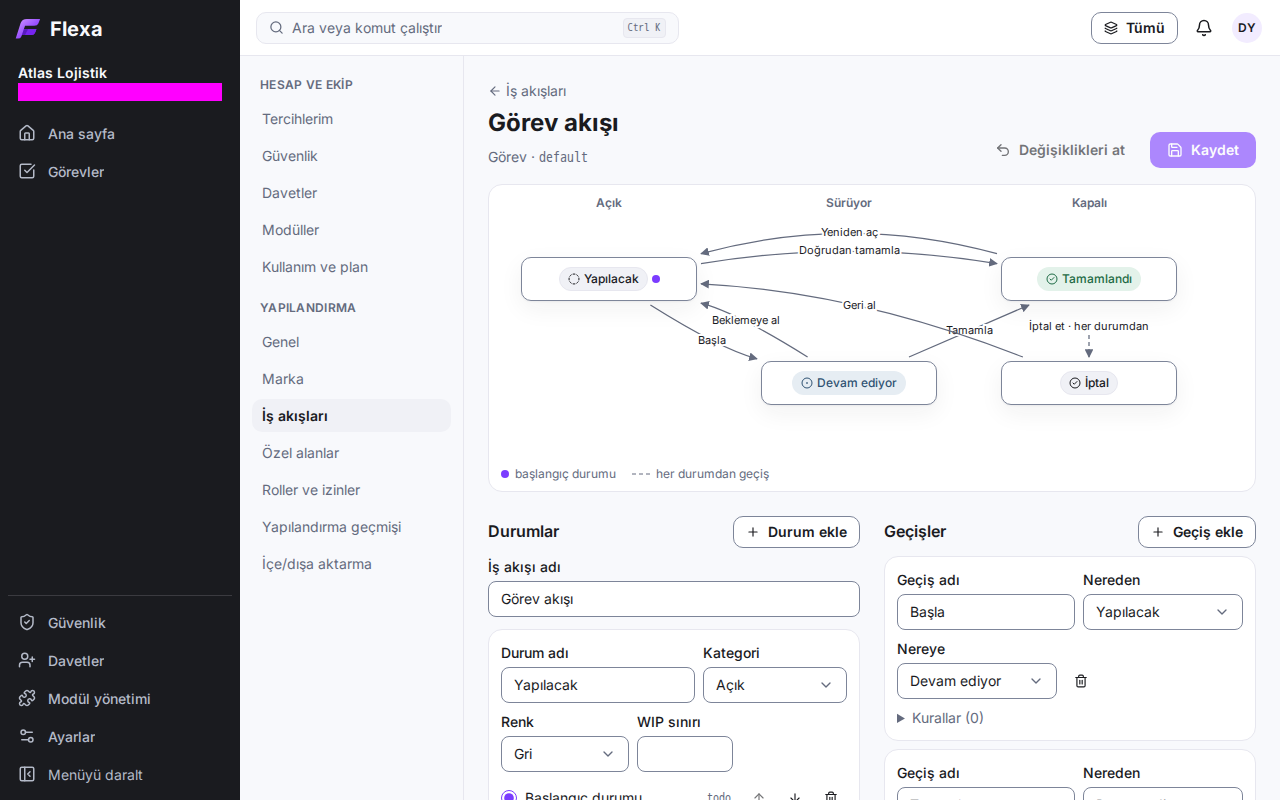 Flexa
Ara veya komut çalıştır
Ctrl K
Tümü
DY
Atlas Lojistik
Ana sayfa
Görevler
Güvenlik
Davetler
Modül yönetimi
Ayarlar
Menüyü daralt
HESAP VE EKİP
Tercihlerim
Güvenlik
Davetler
Modüller
Kullanım ve plan
YAPILANDIRMA
Genel
Marka
İş akışları
Özel alanlar
Roller ve izinler
Yapılandırma geçmişi
İçe/dışa aktarma
İş akışları
Görev akışı
Görev · default
Değişiklikleri at
Kaydet
Açık
Sürüyor
Kapalı
Yeniden aç
Doğrudan tamamla
Yapılacak
Tamamlandı
Geri al
Beklemeye al
Başla
Tamamla
İptal et · her durumdan
Devam ediyor
İptal
başlangıç durumu
her durumdan geçiş
Durumlar
Durum ekle
İş akışı adı
Görev akışı
Durum adı
Kategori
Yapılacak
Açık
Renk
WIP sınırı
Gri
Başlangıç durumu
todo
Geçişler
Geçiş ekle
Geçiş adı
Nereden
Başla
Yapılacak
Nereye
Devam ediyor
Kurallar (0)
Geçiş adı
Nereden